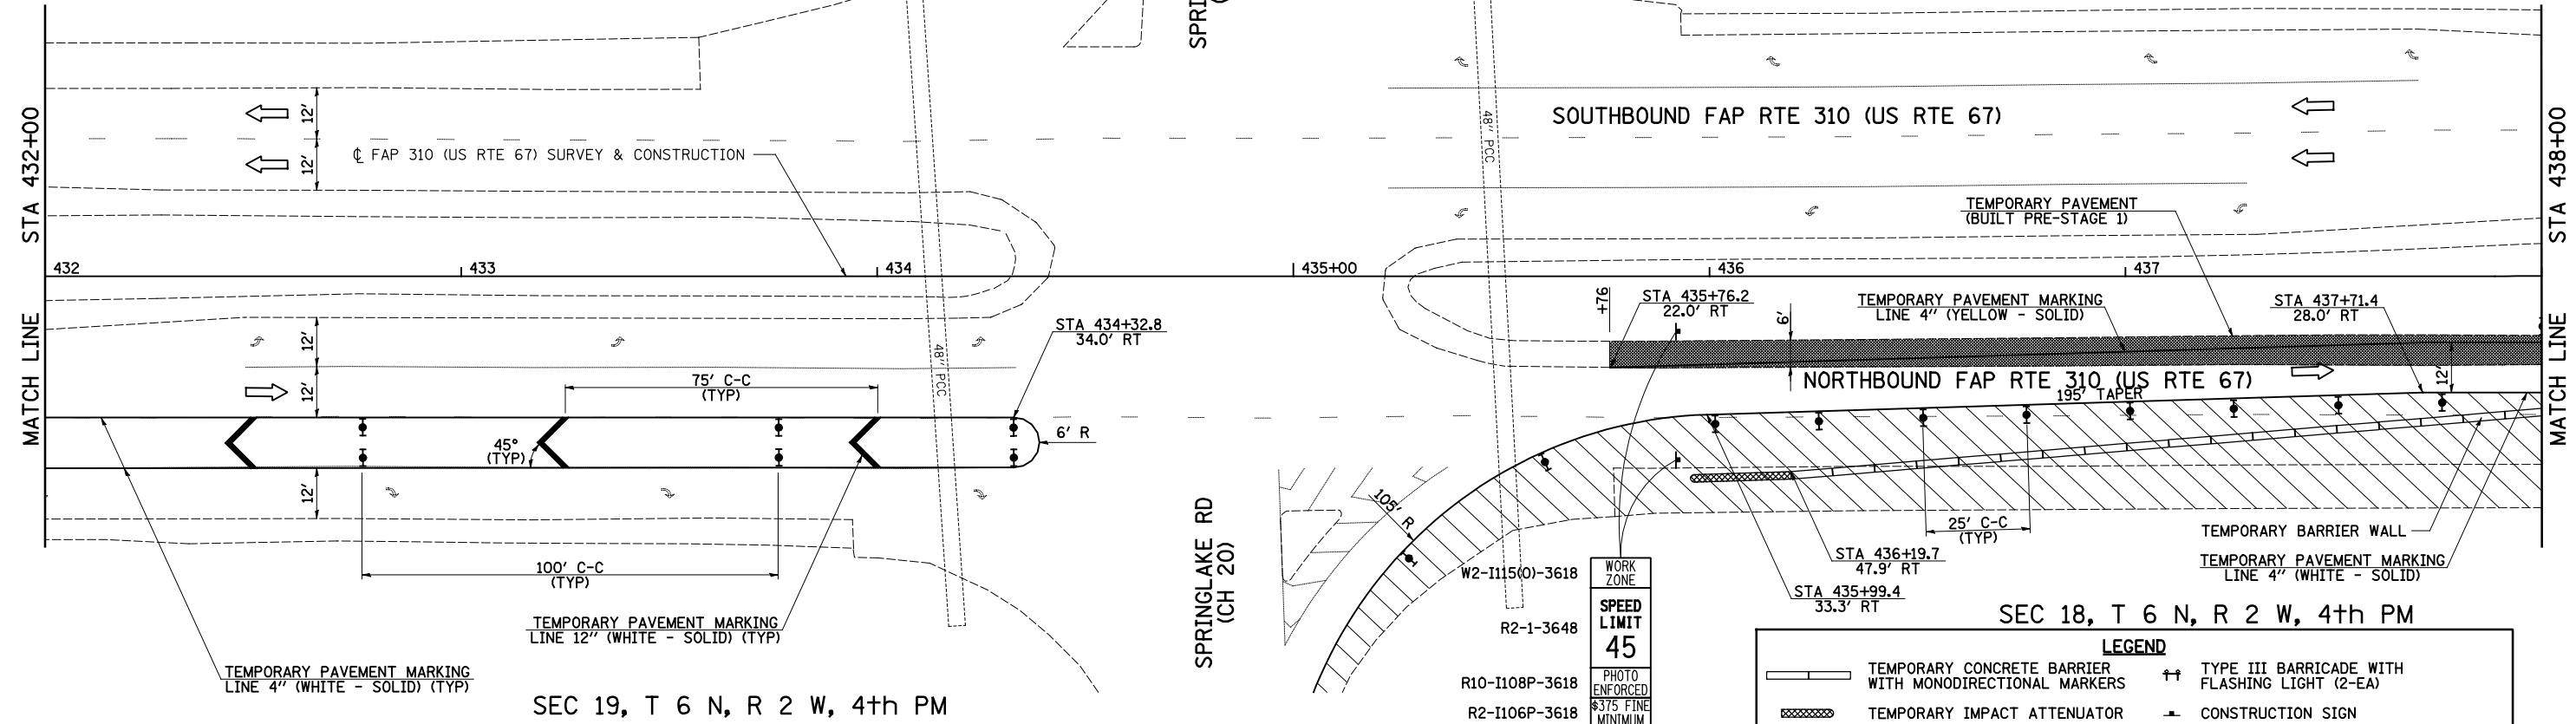 SPRI
STA 432+00
MATCH LINE
12'
12'
℄ FAP 310 (US RTE 67) SURVEY & CONSTRUCTION
48" PCC
SOUTHBOUND FAP RTE 310 (US RTE 67)
STA 438+00
MATCH LINE
TEMPORARY PAVEMENT
(BUILT PRE-STAGE 1)
432
433
434
435+00
436
437
+76
STA 435+76.2
22.0' RT
6'
TEMPORARY PAVEMENT MARKING
LINE 4" (YELLOW - SOLID)
STA 437+71.4
28.0' RT
STA 434+32.8
34.0' RT
12'
12'
48" PCC
75' C-C
(TYP)
NORTHBOUND FAP RTE 310 (US RTE 67)
195' TAPER
12'
45°
(TYP)
6' R
12'
105' R
25' C-C
(TYP)
TEMPORARY BARRIER WALL
TEMPORARY PAVEMENT MARKING
LINE 4" (WHITE - SOLID)
100' C-C
(TYP)
SPRINGLAKE RD
(CH 20)
STA 436+19.7
47.9' RT
STA 435+99.4
33.3' RT
W2-I115(O)-3618
WORK
ZONE
R2-1-3648
SPEED
LIMIT
45
R10-I108P-3618
PHOTO
ENFORCED
R2-I106P-3618
$375 FINE
MINIMUM
TEMPORARY PAVEMENT MARKING
LINE 12" (WHITE - SOLID) (TYP)
TEMPORARY PAVEMENT MARKING
LINE 4" (WHITE - SOLID) (TYP)
SEC 19, T 6 N, R 2 W, 4th PM
SEC 18, T 6 N, R 2 W, 4th PM
LEGEND
TEMPORARY CONCRETE BARRIER
WITH MONODIRECTIONAL MARKERS
TYPE III BARRICADE WITH
FLASHING LIGHT (2-EA)
TEMPORARY IMPACT ATTENUATOR
CONSTRUCTION SIGN